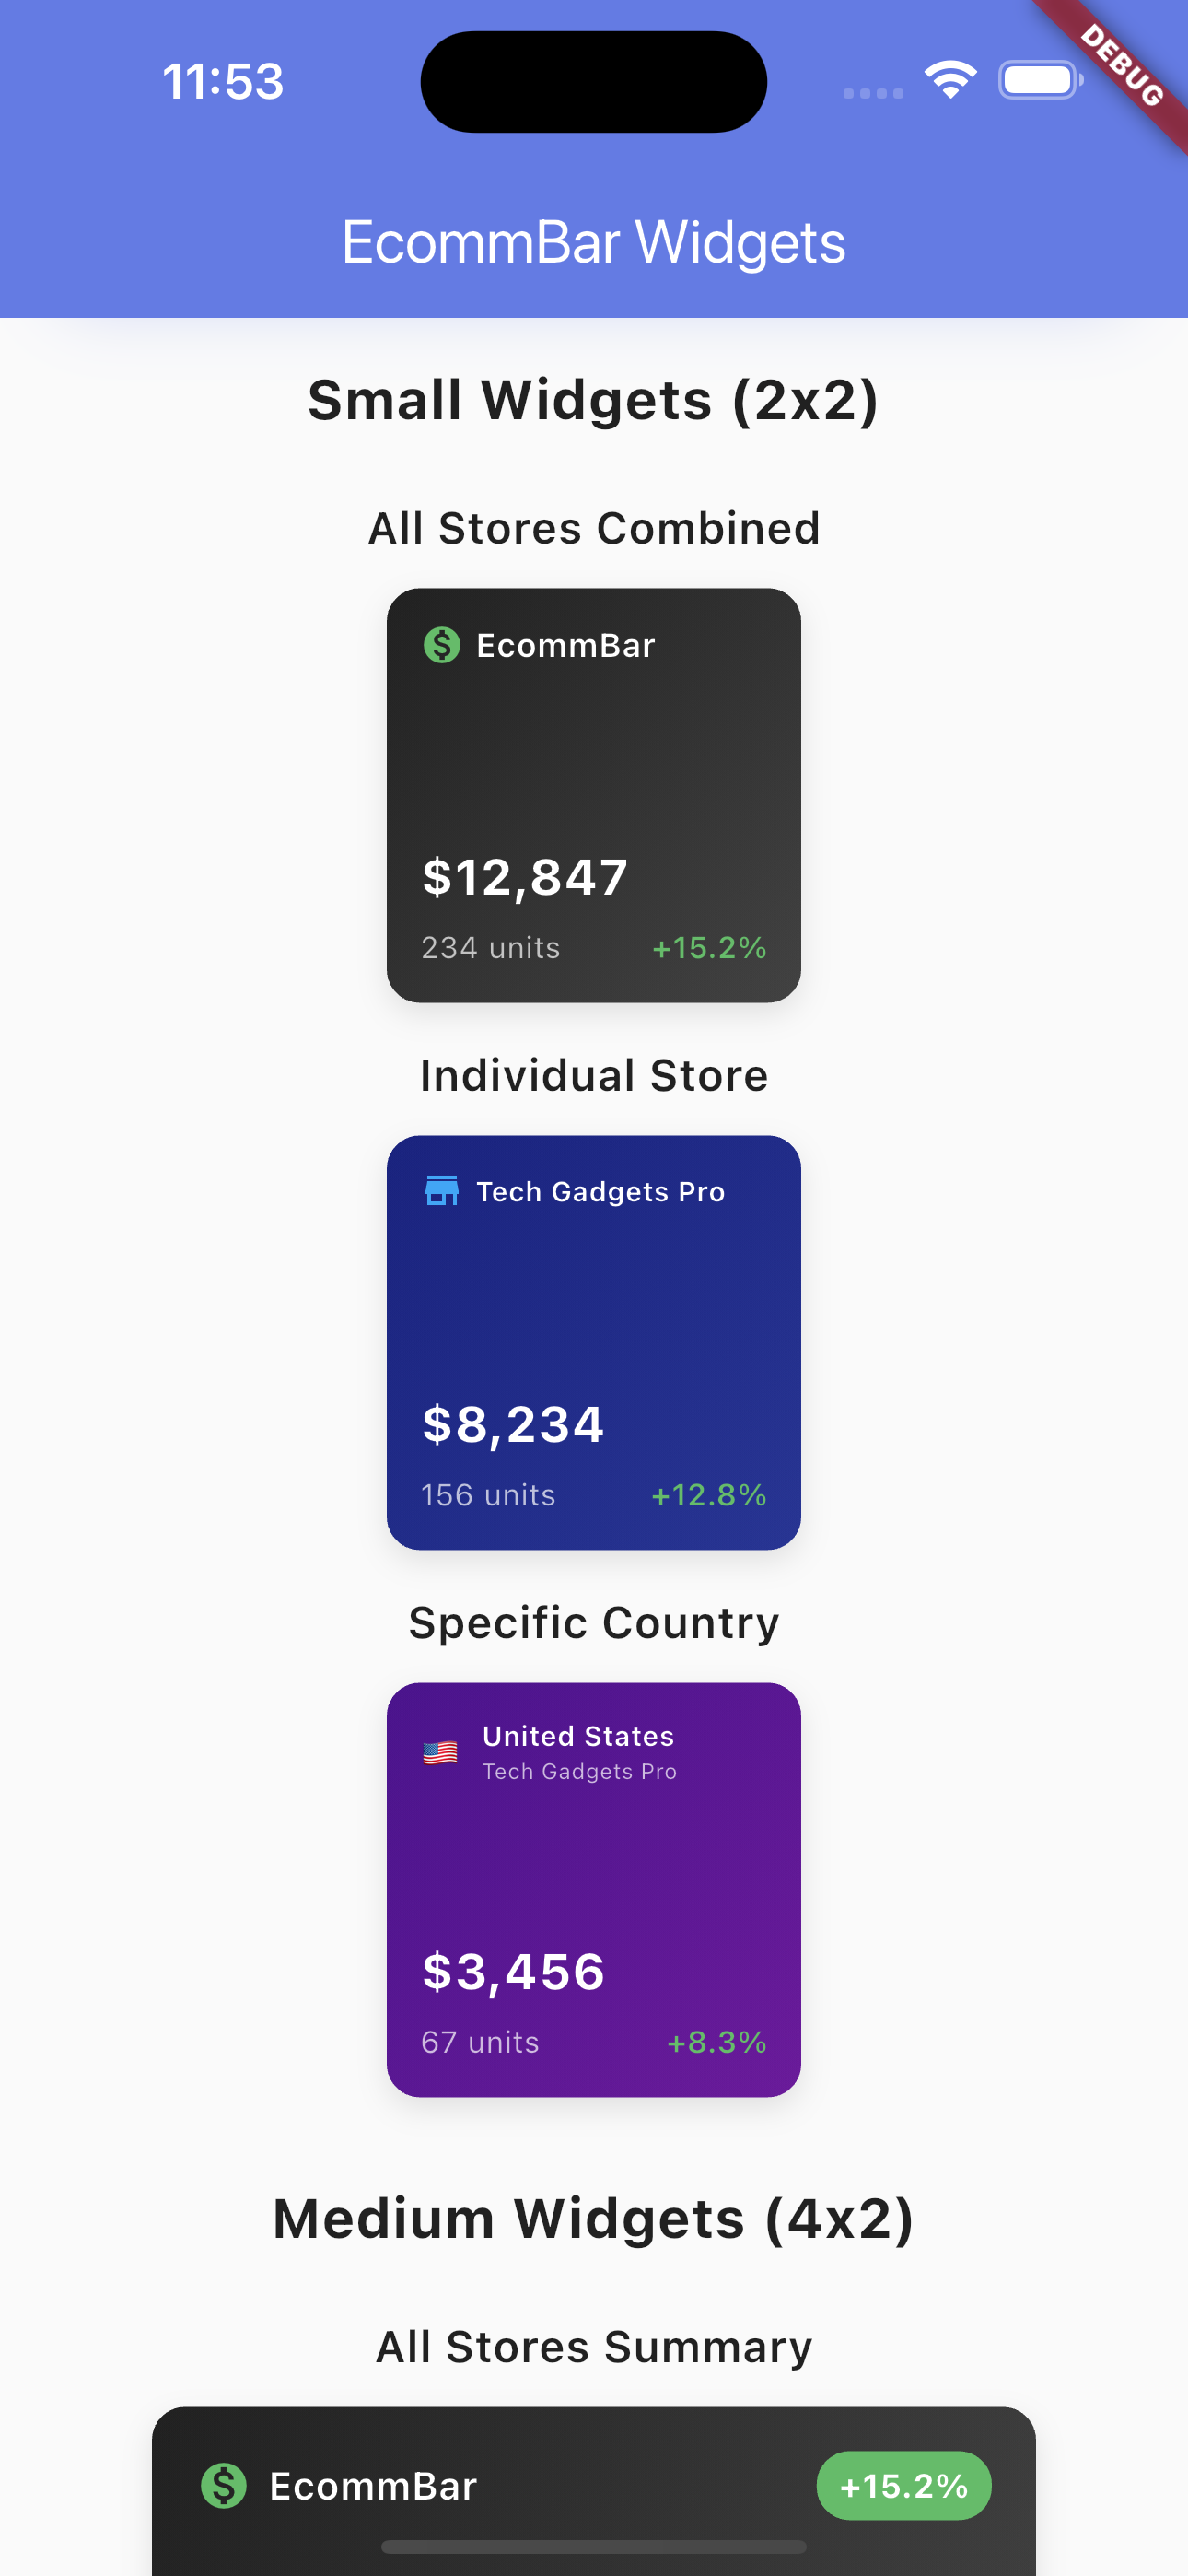 11:53
DEBUG
EcommBar Widgets
Small Widgets (2x2)
All Stores Combined
EcommBar
$12,847
234 units +15.2%
Individual Store
Tech Gadgets Pro
$8,234
156 units +12.8%
Specific Country
United States
Tech Gadgets Pro
$3,456
67 units +8.3%
Medium Widgets (4x2)
All Stores Summary
EcommBar +15.2%